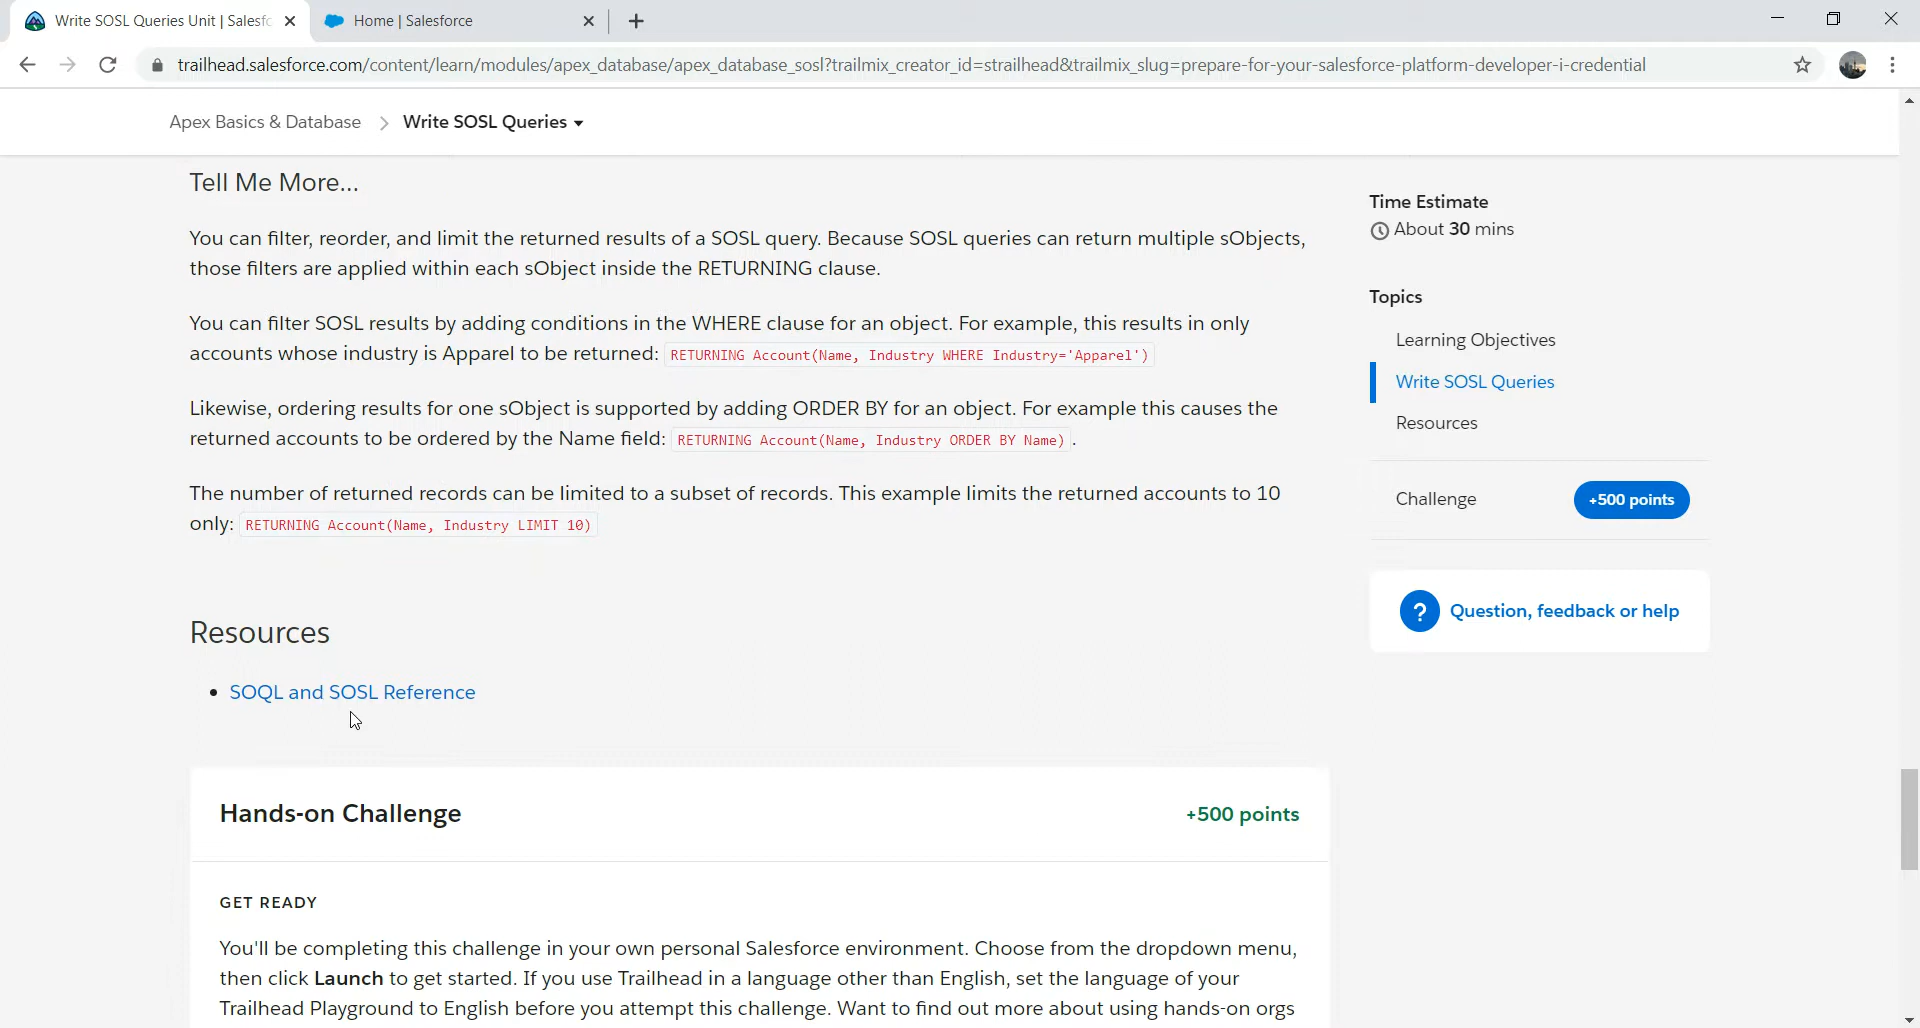 Write SOSL Queries Unit | Salesfc
Home | Salesforce
trailhead.salesforce.com/content/learn/modules/apex_database/apex_database_sosl?trailmix_creator_id=strailhead&trailmix_slug=prepare-for-your-salesforce-platform-developer-i-credential
Apex Basics & Database > Write SOSL Queries
Tell Me More...
You can filter, reorder, and limit the returned results of a SOSL query. Because SOSL queries can return multiple sObjects,
those filters are applied within each sObject inside the RETURNING clause.
You can filter SOSL results by adding conditions in the WHERE clause for an object. For example, this results in only
accounts whose industry is Apparel to be returned: RETURNING Account(Name, Industry WHERE Industry='Apparel')
Likewise, ordering results for one sObject is supported by adding ORDER BY for an object. For example this causes the
returned accounts to be ordered by the Name field: RETURNING Account(Name, Industry ORDER BY Name) .
The number of returned records can be limited to a subset of records. This example limits the returned accounts to 10
only: RETURNING Account(Name, Industry LIMIT 10)
Resources
• SOQL and SOSL Reference
Hands-on Challenge
+500 points
GET READY
You'll be completing this challenge in your own personal Salesforce environment. Choose from the dropdown menu,
then click Launch to get started. If you use Trailhead in a language other than English, set the language of your
Trailhead Playground to English before you attempt this challenge. Want to find out more about using hands-on orgs
Time Estimate
About 30 mins
Topics
Learning Objectives
Write SOSL Queries
Resources
Challenge
+500 points
? Question, feedback or help